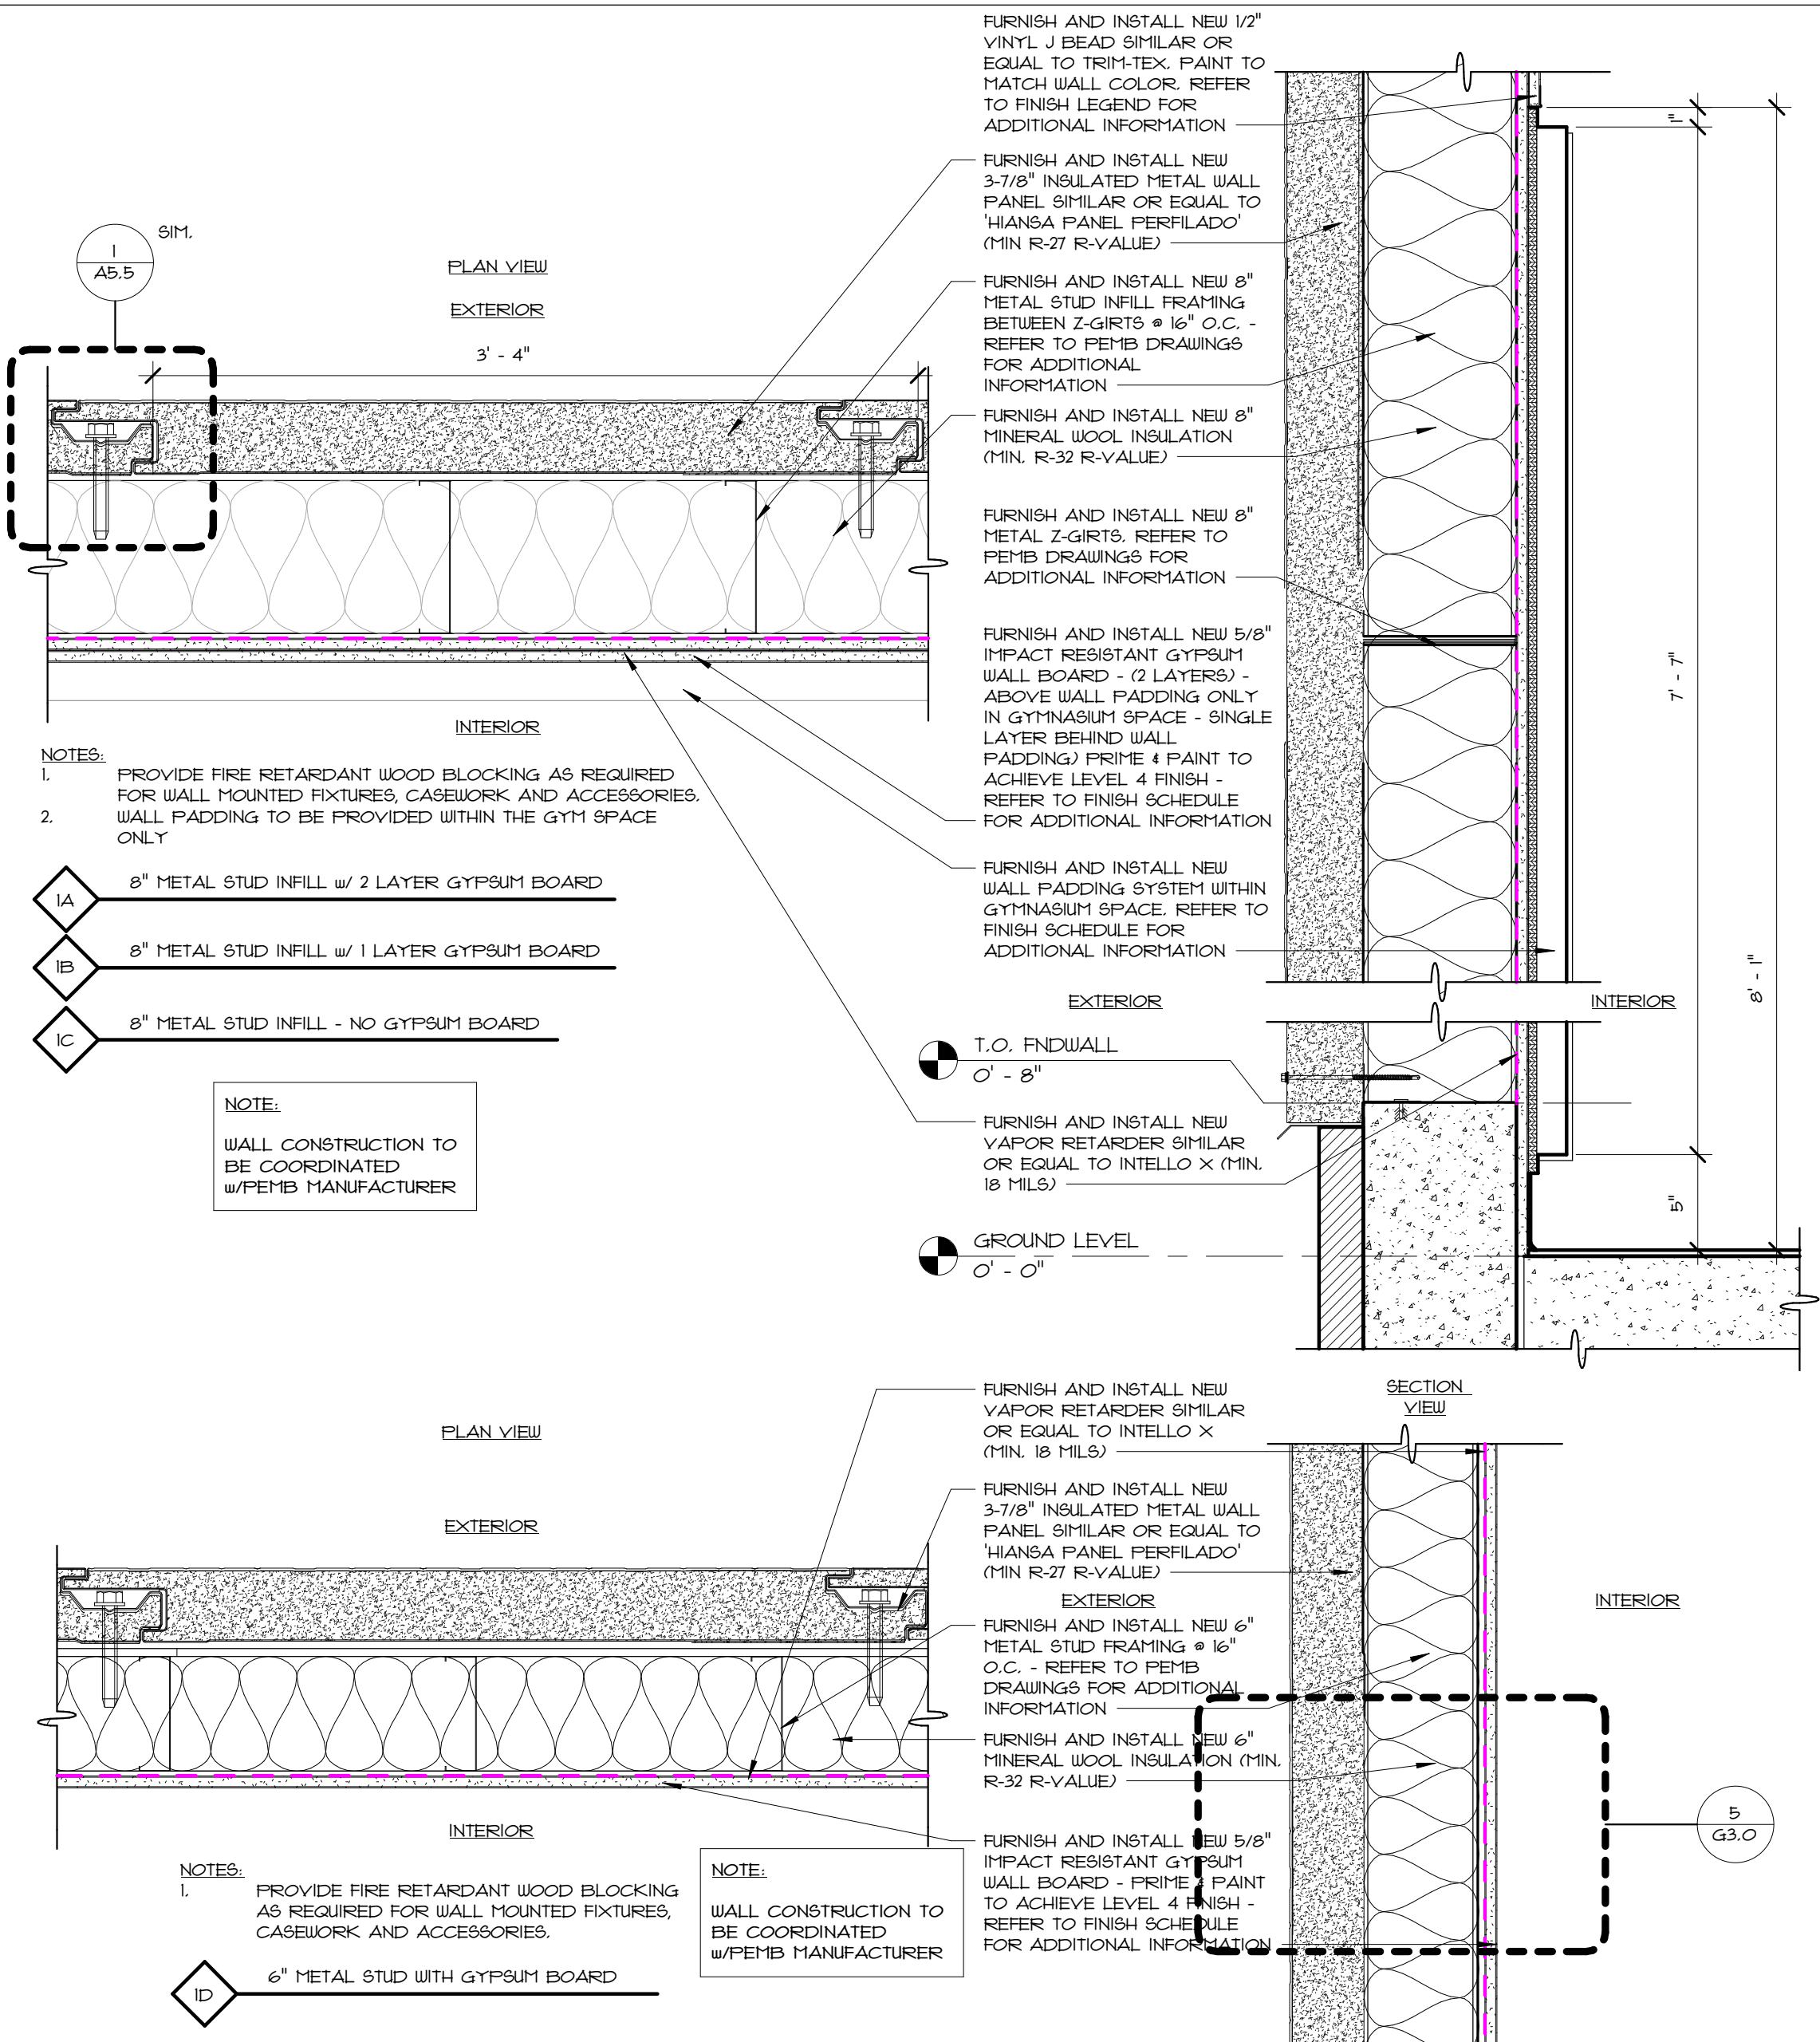 FURNISH AND INSTALL NEW 1/2"
VINYL J BEAD SIMILAR OR
EQUAL TO TRIM-TEX. PAINT TO
MATCH WALL COLOR. REFER
TO FINISH LEGEND FOR
ADDITIONAL INFORMATION
FURNISH AND INSTALL NEW
3-7/8" INSULATED METAL WALL
PANEL SIMILAR OR EQUAL TO
'HIANSA PANEL PERFILADO'
(MIN R-27 R-VALUE)
FURNISH AND INSTALL NEW 8"
METAL STUD INFILL FRAMING
BETWEEN Z-GIRTS @ 16" O.C. -
REFER TO PEMB DRAWINGS
FOR ADDITIONAL
INFORMATION
FURNISH AND INSTALL NEW 8"
MINERAL WOOL INSULATION
(MIN. R-32 R-VALUE)
FURNISH AND INSTALL NEW 8"
METAL Z-GIRTS. REFER TO
PEMB DRAWINGS FOR
ADDITIONAL INFORMATION
FURNISH AND INSTALL NEW 5/8"
IMPACT RESISTANT GYPSUM
WALL BOARD - (2 LAYERS) -
ABOVE WALL PADDING ONLY
IN GYMNASIUM SPACE - SINGLE
LAYER BEHIND WALL
PADDING) PRIME & PAINT TO
ACHIEVE LEVEL 4 FINISH -
REFER TO FINISH SCHEDULE
FOR ADDITIONAL INFORMATION
FURNISH AND INSTALL NEW
WALL PADDING SYSTEM WITHIN
GYMNASIUM SPACE. REFER TO
FINISH SCHEDULE FOR
ADDITIONAL INFORMATION
EXTERIOR
INTERIOR
T.O. FNDWALL
0' - 8"
FURNISH AND INSTALL NEW
VAPOR RETARDER SIMILAR
OR EQUAL TO INTELLO X (MIN.
18 MILS)
GROUND LEVEL
0' - 0"
1"
7' - 7"
8' - 1"
5"
SECTION
VIEW
1
A5.5
SIM.
PLAN VIEW
EXTERIOR
3' - 4"
INTERIOR
NOTES:
1. PROVIDE FIRE RETARDANT WOOD BLOCKING AS REQUIRED
FOR WALL MOUNTED FIXTURES, CASEWORK AND ACCESSORIES.
2. WALL PADDING TO BE PROVIDED WITHIN THE GYM SPACE
ONLY
1A 8" METAL STUD INFILL w/ 2 LAYER GYPSUM BOARD
1B 8" METAL STUD INFILL w/ 1 LAYER GYPSUM BOARD
1C 8" METAL STUD INFILL - NO GYPSUM BOARD
NOTE:
WALL CONSTRUCTION TO
BE COORDINATED
w/PEMB MANUFACTURER
PLAN VIEW
EXTERIOR
INTERIOR
FURNISH AND INSTALL NEW
VAPOR RETARDER SIMILAR
OR EQUAL TO INTELLO X
(MIN. 18 MILS)
FURNISH AND INSTALL NEW
3-7/8" INSULATED METAL WALL
PANEL SIMILAR OR EQUAL TO
'HIANSA PANEL PERFILADO'
(MIN R-27 R-VALUE)
EXTERIOR
INTERIOR
FURNISH AND INSTALL NEW 6"
METAL STUD FRAMING @ 16"
O.C. - REFER TO PEMB
DRAWINGS FOR ADDITIONAL
INFORMATION
FURNISH AND INSTALL NEW 6"
MINERAL WOOL INSULATION (MIN.
R-32 R-VALUE)
FURNISH AND INSTALL NEW 5/8"
IMPACT RESISTANT GYPSUM
WALL BOARD - PRIME & PAINT
TO ACHIEVE LEVEL 4 FINISH -
REFER TO FINISH SCHEDULE
FOR ADDITIONAL INFORMATION
5
G3.0
NOTES:
1. PROVIDE FIRE RETARDANT WOOD BLOCKING
AS REQUIRED FOR WALL MOUNTED FIXTURES,
CASEWORK AND ACCESSORIES.
NOTE:
WALL CONSTRUCTION TO
BE COORDINATED
w/PEMB MANUFACTURER
1D 6" METAL STUD WITH GYPSUM BOARD